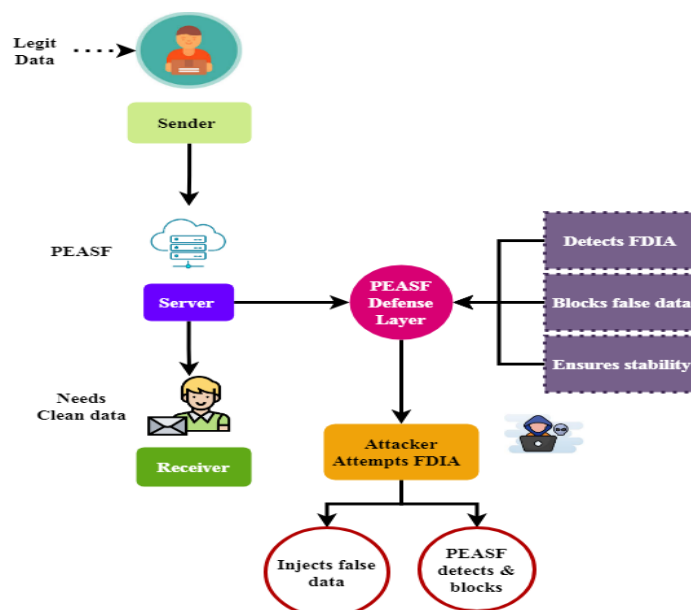 Legit
Data
Sender
PEASF
Server
Needs
Clean data
Receiver
PEASF
Defense
Layer
Detects FDIA
Blocks false data
Ensures stability
Attacker
Attempts FDIA
Injects false
data
PEASF
detects &
blocks